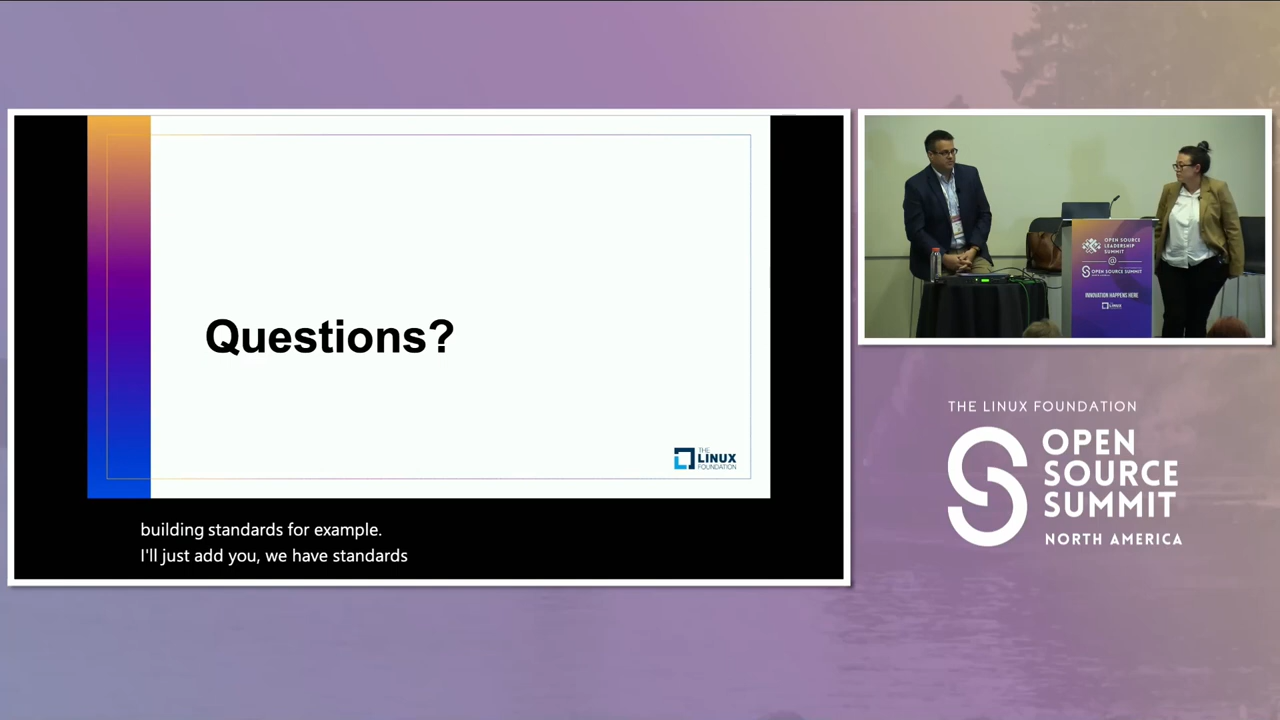 Questions?
THE
LINUX
FOUNDATION
building standards for example.
I'll just add you, we have standards
OPEN SOURCE
LEADERSHIP
SUMMIT
@
OPEN SOURCE SUMMIT
INNOVATION HAPPENS HERE
LINUX
THE LINUX FOUNDATION
OPEN
SOURCE
SUMMIT
NORTH AMERICA